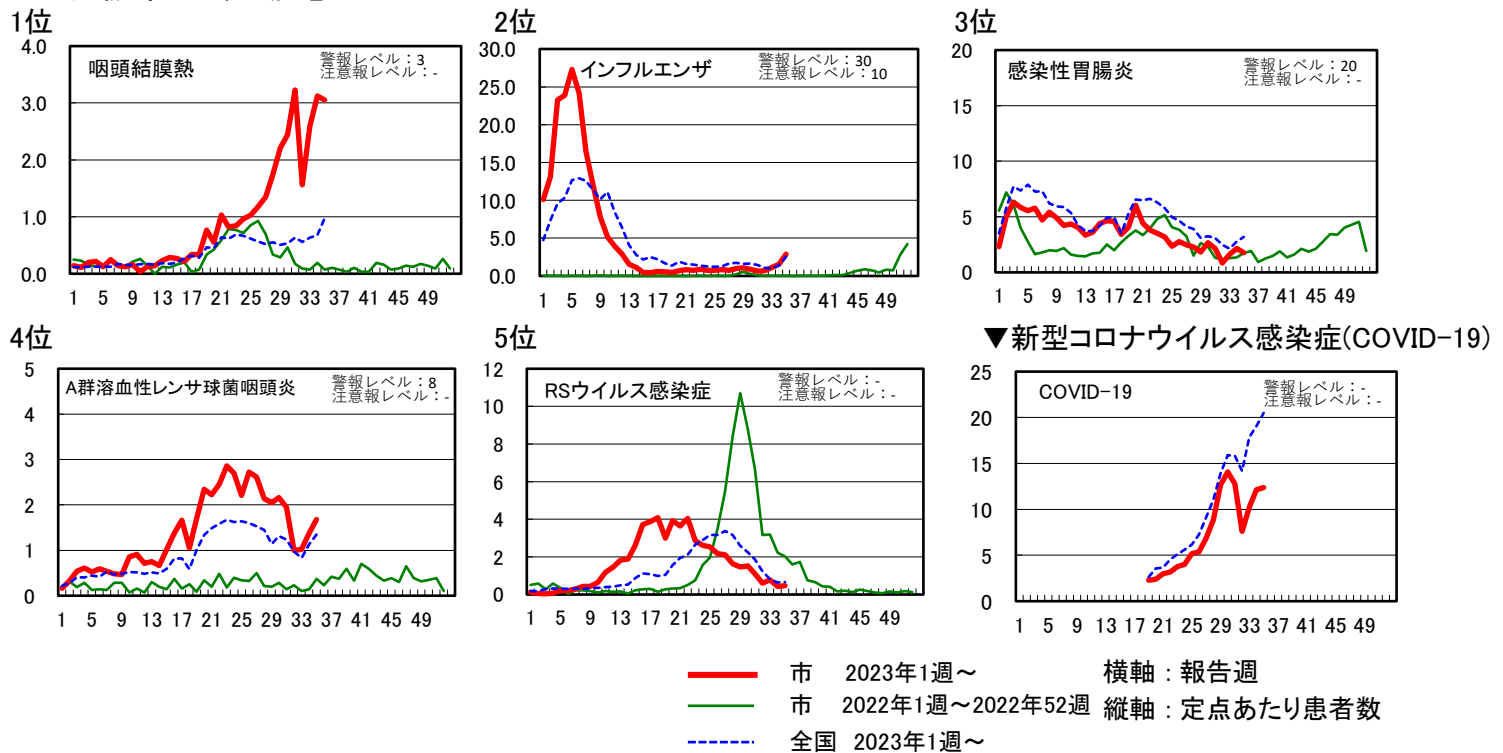 1位
4.0
3.0
2.0
1.0
0.0
咽頭結膜熱
警報レベル：3
注意報レベル：-
1 5 9 13 17 21 25 29 33 37 41 45 49
2位
30.0
25.0
20.0
15.0
10.0
5.0
0.0
インフルエンザ
警報レベル：30
注意報レベル：10
1 5 9 13 17 21 25 29 33 37 41 45 49
3位
20
15
10
5
0
感染性胃腸炎
警報レベル：20
注意報レベル：-
1 5 9 13 17 21 25 29 33 37 41 45 49
4位
5
4
3
2
1
0
A群溶血性レンサ球菌咽頭炎
警報レベル：8
注意報レベル：-
1 5 9 13 17 21 25 29 33 37 41 45 49
5位
12
10
8
6
4
2
0
RSウイルス感染症
警報レベル：-
注意報レベル：-
1 5 9 13 17 21 25 29 33 37 41 45 49
▼新型コロナウイルス感染症(COVID-19)
25
20
15
10
5
0
COVID-19
警報レベル：-
注意報レベル：-
1 5 9 13 17 21 25 29 33 37 41 45 49
市 2023年1週～ 横軸：報告週
市 2022年1週～2022年52週 縦軸：定点あたり患者数
全国 2023年1週～